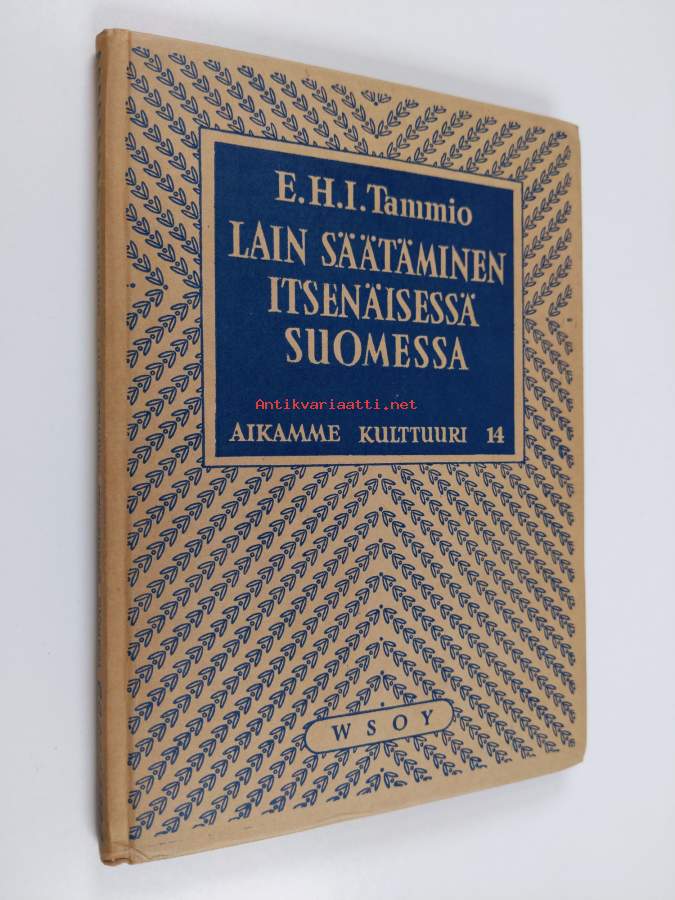 E.H.I. Tammio
LAIN SÄÄTÄMINEN
ITSENÄISESSÄ
SUOMESSA
Antikvariaatti.net
AIKAMME KULTTUURI 14
WSOY